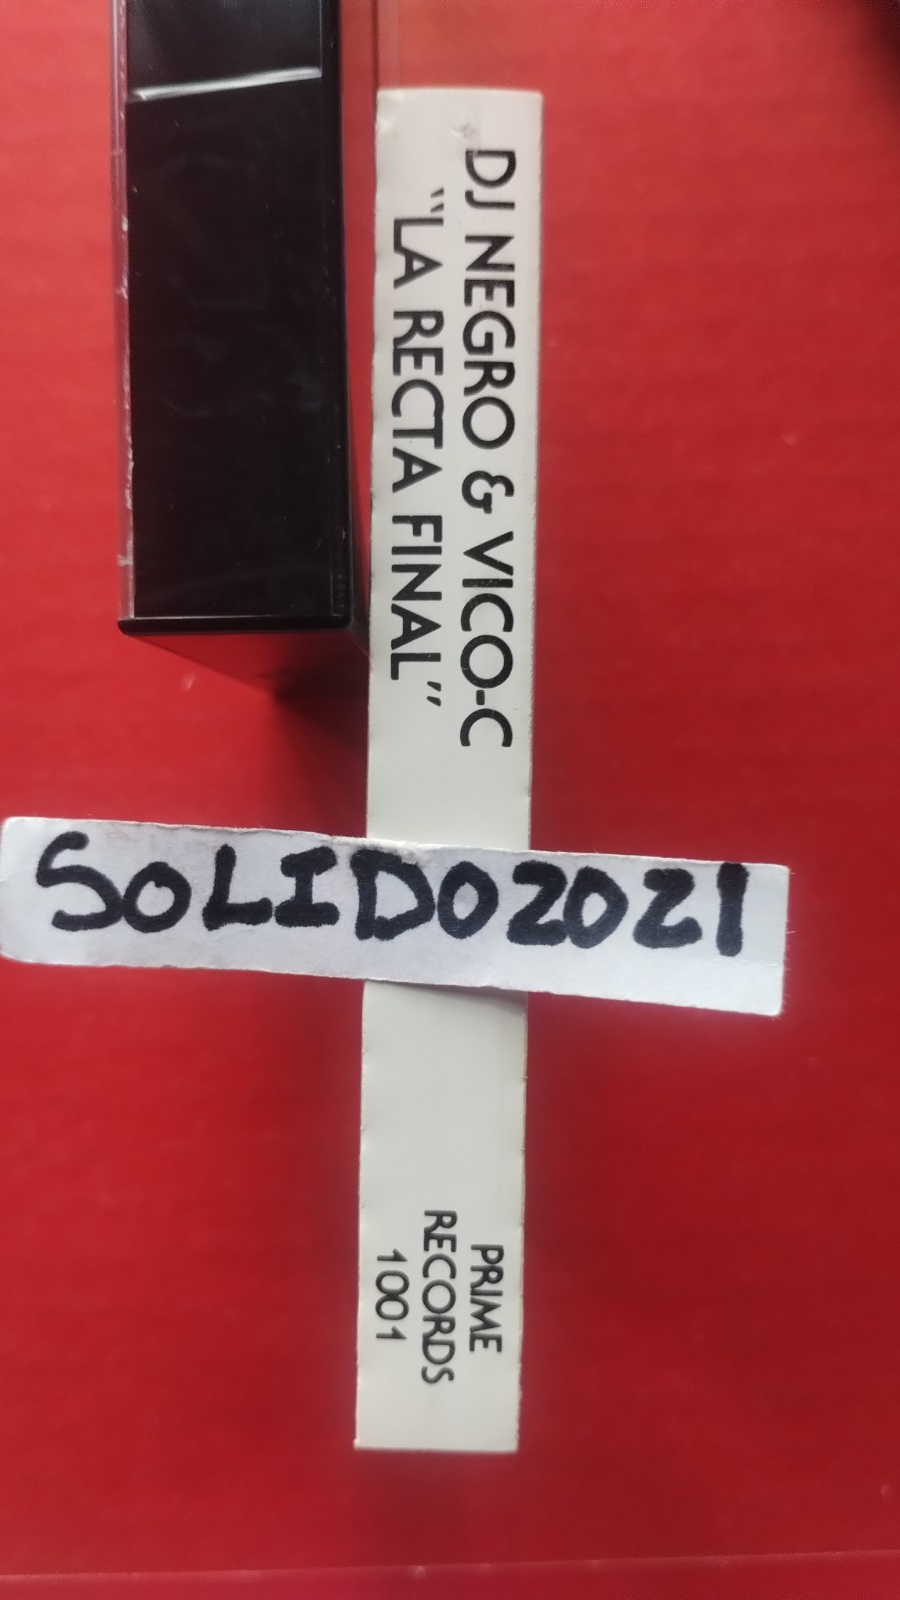 DJ NEGRO & VICO-C
"LA RECTA FINAL"
SOLIDO2021
PRIME
RECORDS
1001